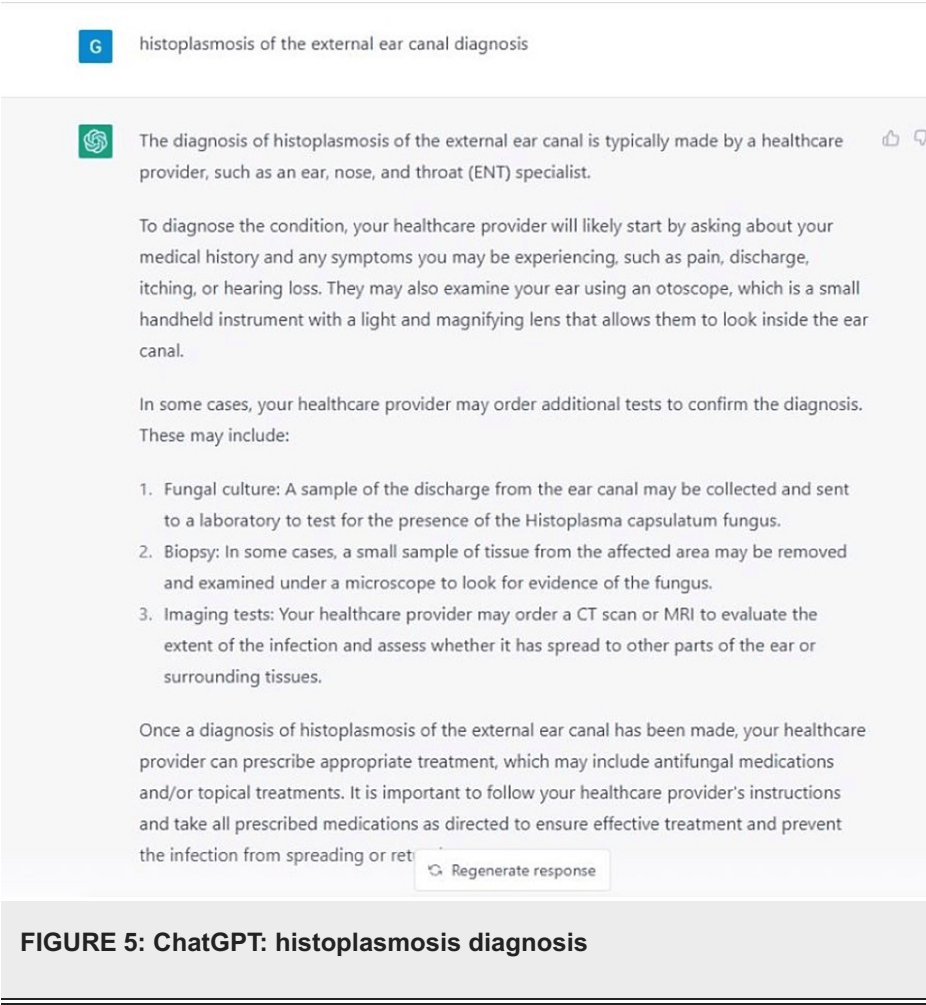 G
histoplasmosis of the external ear canal diagnosis
The diagnosis of histoplasmosis of the external ear canal is typically made by a healthcare
provider, such as an ear, nose, and throat (ENT) specialist.
To diagnose the condition, your healthcare provider will likely start by asking about your
medical history and any symptoms you may be experiencing, such as pain, discharge,
itching, or hearing loss. They may also examine your ear using an otoscope, which is a small
handheld instrument with a light and magnifying lens that allows them to look inside the ear
canal.
In some cases, your healthcare provider may order additional tests to confirm the diagnosis.
These may include:
1. Fungal culture: A sample of the discharge from the ear canal may be collected and sent
to a laboratory to test for the presence of the Histoplasma capsulatum fungus.
2. Biopsy: In some cases, a small sample of tissue from the affected area may be removed
and examined under a microscope to look for evidence of the fungus.
3. Imaging tests: Your healthcare provider may order a CT scan or MRI to evaluate the
extent of the infection and assess whether it has spread to other parts of the ear or
surrounding tissues.
Once a diagnosis of histoplasmosis of the external ear canal has been made, your healthcare
provider can prescribe appropriate treatment, which may include antifungal medications
and/or topical treatments. It is important to follow your healthcare provider's instructions
and take all prescribed medications as directed to ensure effective treatment and prevent
the infection from spreading or
Regenerate response
FIGURE 5: ChatGPT: histoplasmosis diagnosis